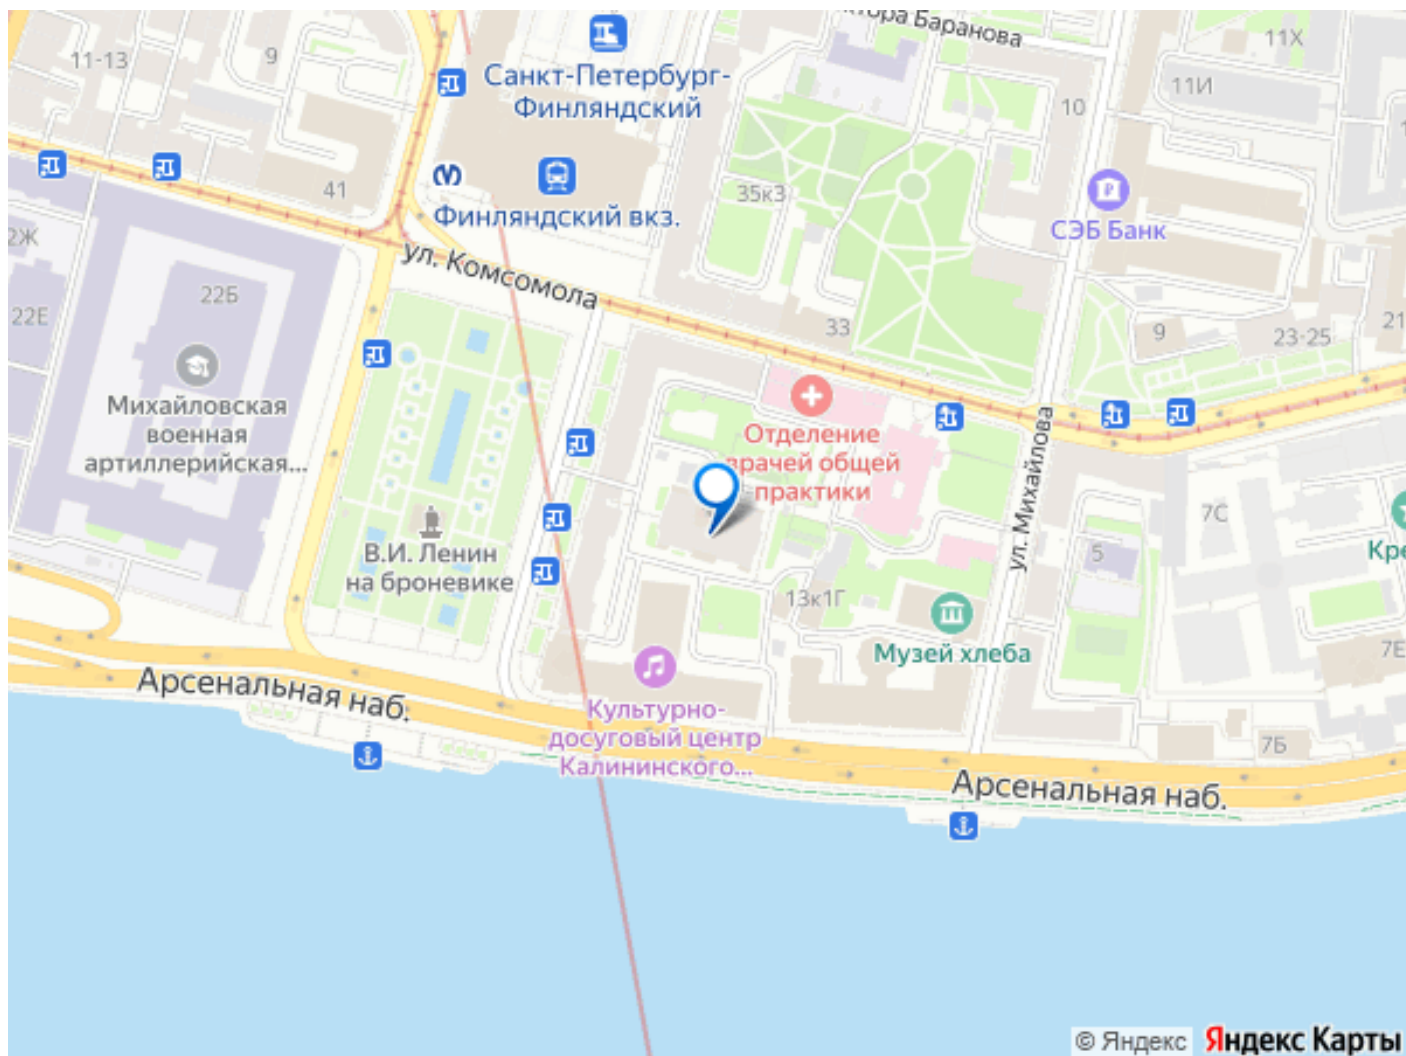 ктора Баранова
11-13
9
11Х
Санкт-Петербург-
Финляндский
11И
10
41
35к3
Финляндский вкз.
СЭБ Банк
2Ж
ул. Комсомола
22Б
22Е
33
9
23-25
21
Михайловская
военная
артиллерийская...
Отделение
врачей общей
практики
ул. Михайлова
7С
В.И. Ленин
на броневике
5
Кре
13к1Г
Музей хлеба
7Е
Арсенальная наб.
Культурно-
досуговый центр
Калининского...
7Б
Арсенальная наб.
© Яндекс Яндекс Карты